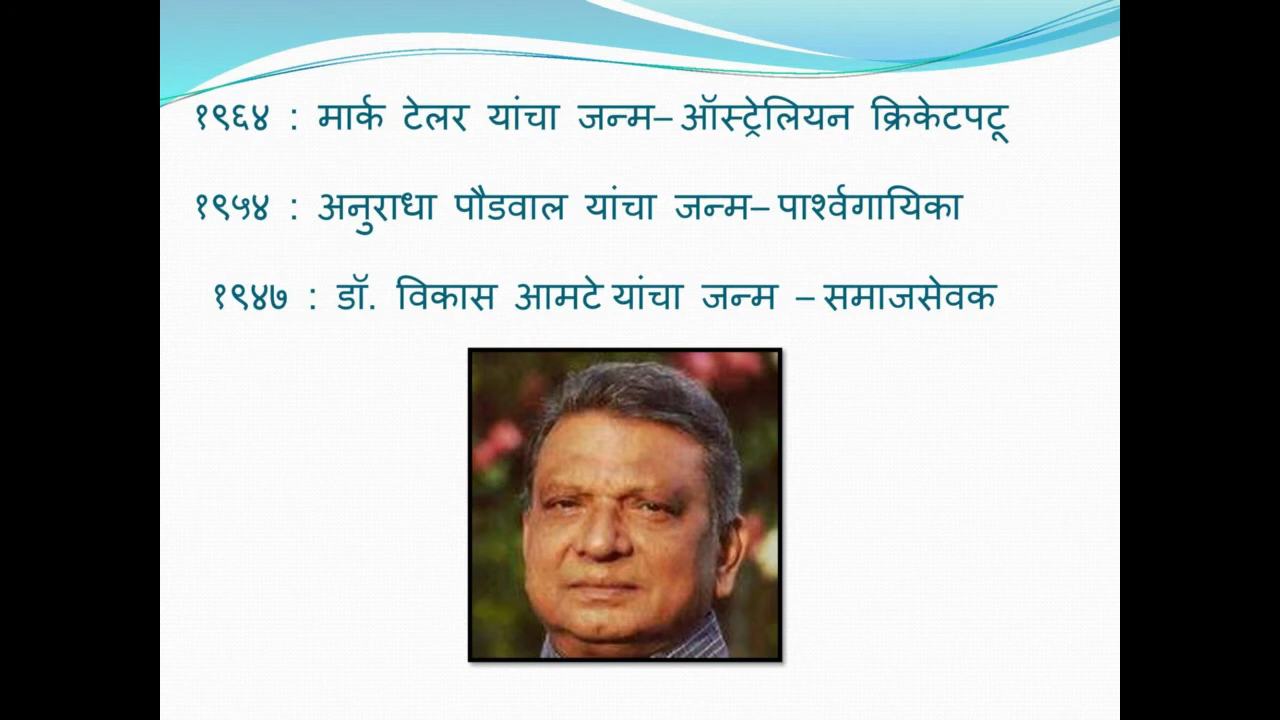 १९६४ : मार्क टेलर यांचा जन्म– ऑस्ट्रेलियन क्रिकेटपटू
१९५४ : अनुराधा पौडवाल यांचा जन्म– पार्श्वगायिका
१९४७ : डॉ. विकास आमटे यांचा जन्म – समाजसेवक